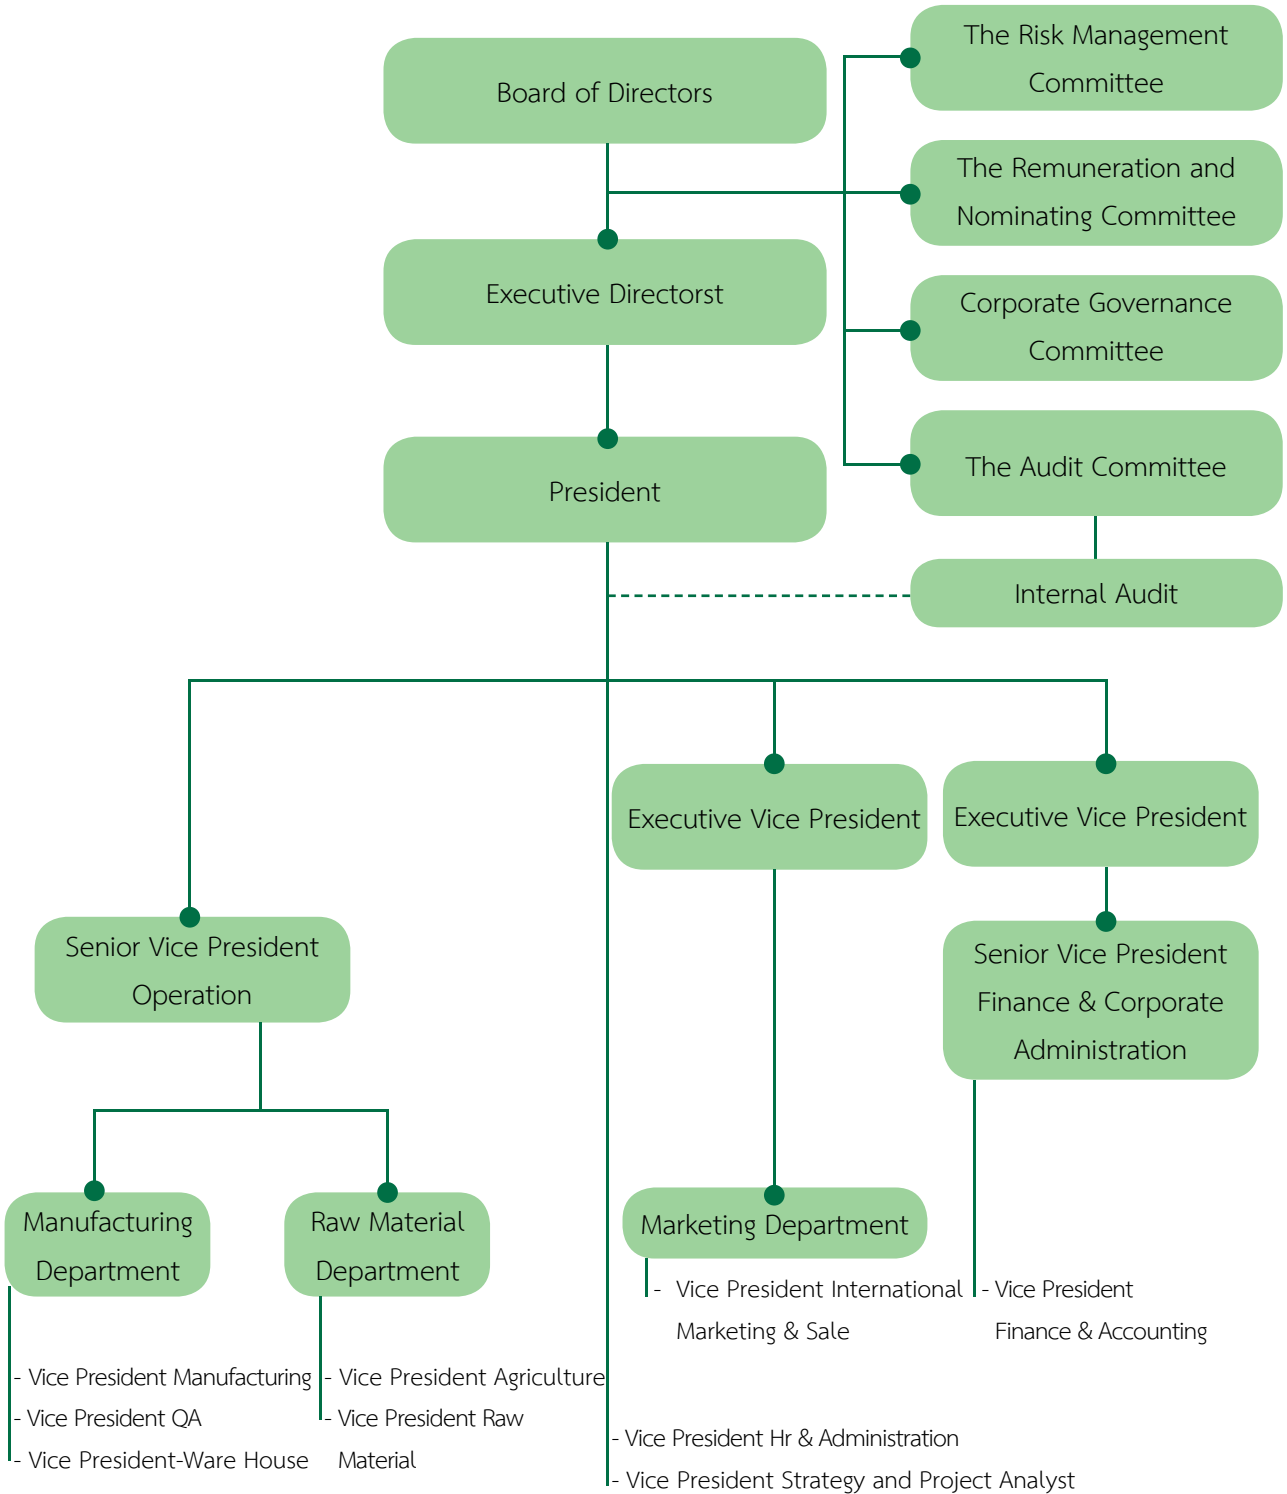 Board of Directors
The Risk Management
Committee
The Remuneration and
Nominating Committee
Executive Directorst
Corporate Governance
Committee
President
The Audit Committee
Internal Audit
Executive Vice President
Executive Vice President
Senior Vice President
Operation
Senior Vice President
Finance & Corporate
Administration
Manufacturing
Department
Raw Material
Department
Marketing Department
- Vice President International
Marketing & Sale
- Vice President
Finance & Accounting
- Vice President Manufacturing
- Vice President QA
- Vice President-Ware House
- Vice President Agriculture
- Vice President Raw
Material
- Vice President Hr & Administration
- Vice President Strategy and Project Analyst